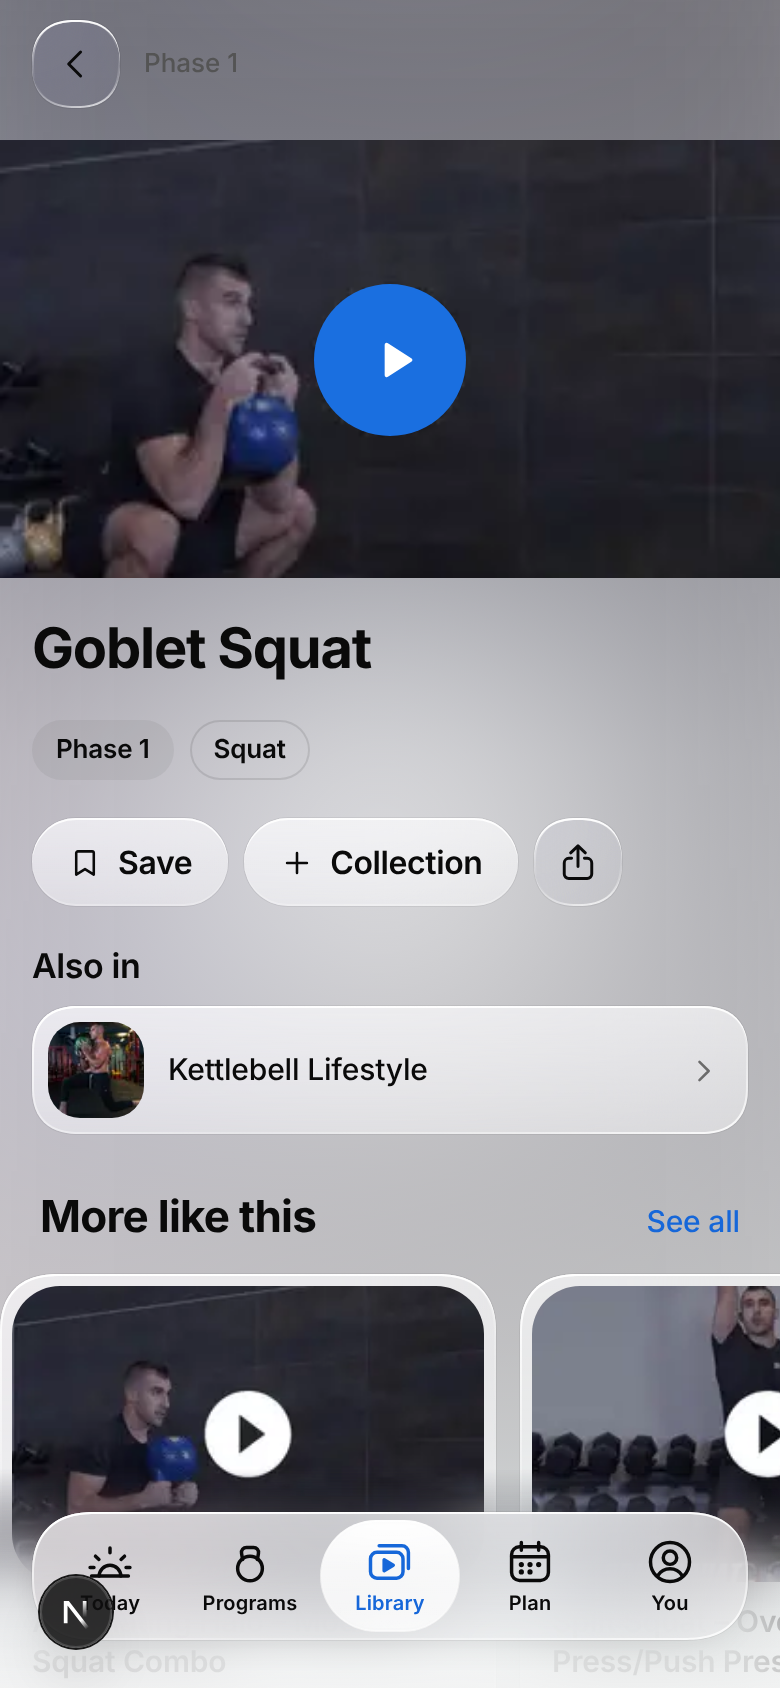 Phase 1
Goblet Squat
Phase 1
Squat
Save
Collection
Also in
Kettlebell Lifestyle
More like this
See all
Today
Programs
Library
Plan
You
N
Squat Combo
Press/Push Pres